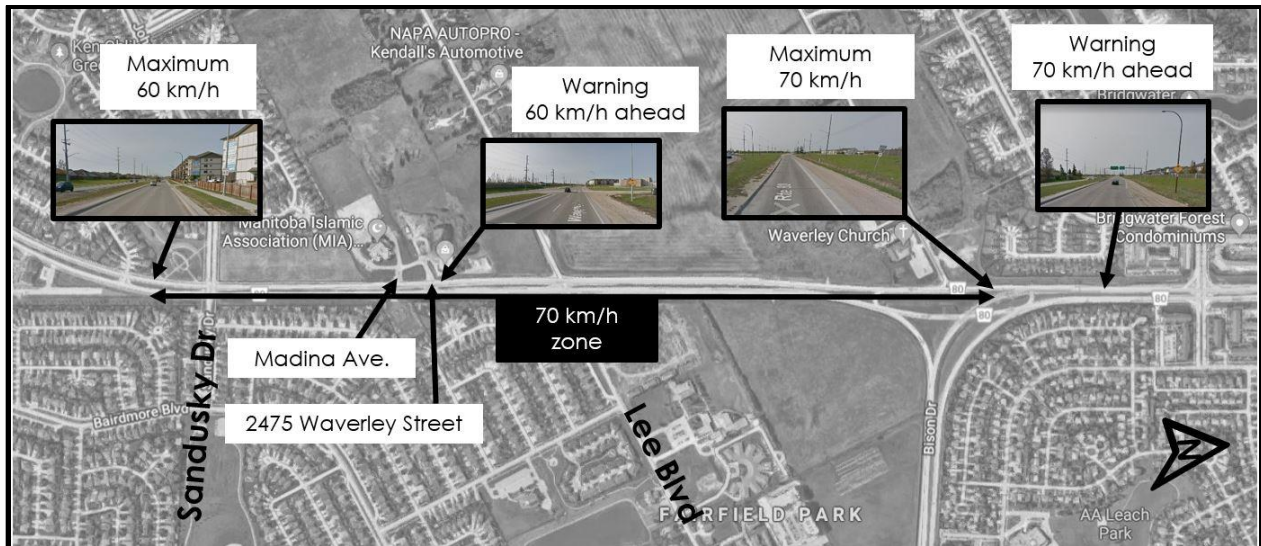 NAPA AUTOPRO -
Kendall's Automotive
Maximum
60 km/h
Warning
60 km/h ahead
Maximum
70 km/h
Warning
70 km/h ahead
Bridgwater
Manitoba Islamic
Association (MIA)...
Waverley Church
Bridgwater Forest
Condominiums
80
80
80
80
70 km/h
zone
Madina Ave.
2475 Waverley Street
Sandusky Dr
Bairdmore Blvd
Lee Blvd
Bison Dr
FAIRFIELD PARK
AA Leach
Park
N